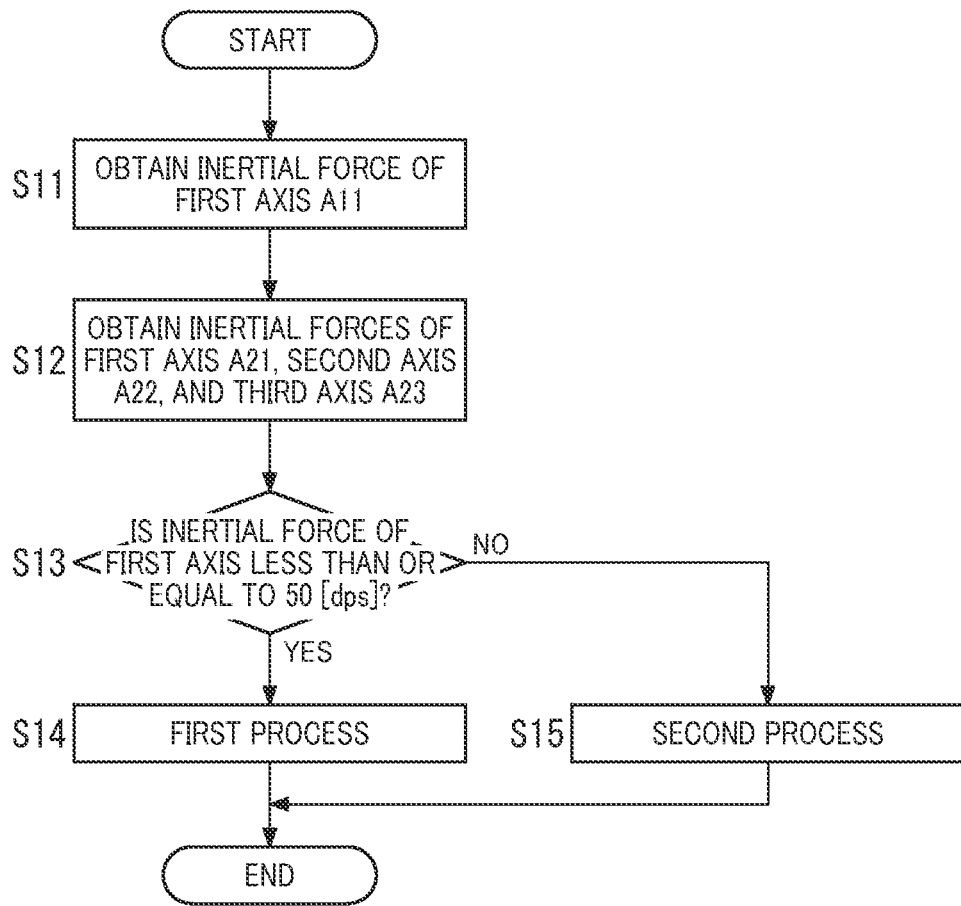 START
S11
OBTAIN INERTIAL FORCE OF
FIRST AXIS A11
S12
OBTAIN INERTIAL FORCES OF
FIRST AXIS A21, SECOND AXIS
A22, AND THIRD AXIS A23
S13
IS INERTIAL FORCE OF
FIRST AXIS LESS THAN OR
EQUAL TO 50 [dps]?
NO
YES
S14
FIRST PROCESS
S15
SECOND PROCESS
END